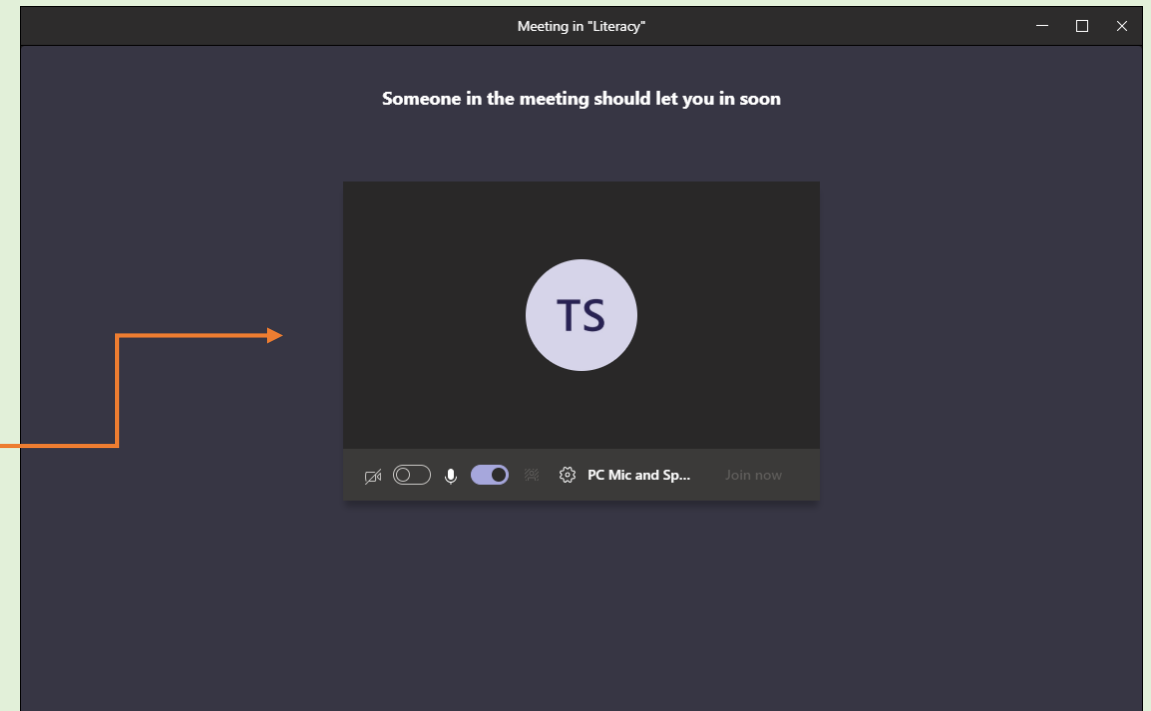 Meeting in "Literacy"
Someone in the meeting should let you in soon
TS
PC Mic and Sp... Join now